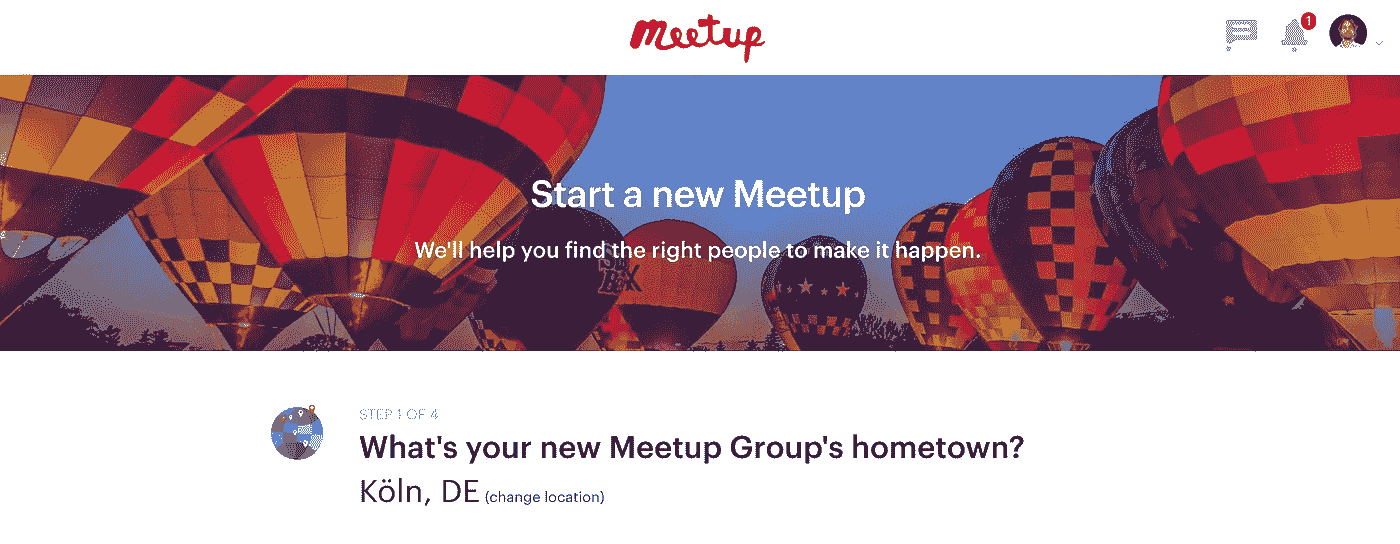 meetup
1
Start a new Meetup
We'll help you find the right people to make it happen.
STEP 1 OF 4
What's your new Meetup Group's hometown?
Köln, DE (change location)